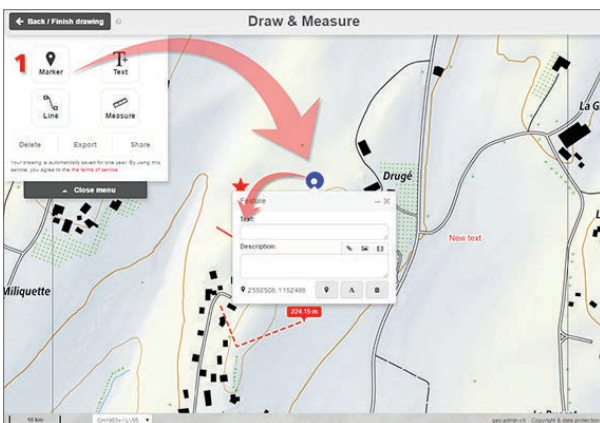 Back / Finish drawing
Draw & Measure
1
Marker
Text
Line
Measure
Delete
Export
Share
Your drawing is automatically saved for one year. By using this
service, you agree to the the terms of service
Close menu
Drugé
La G
Feature
Text:
Description:
New text
2'550'508, 1'152'486
A
Miliquette
224.15 m
10 km
CH1903+ / LV95
geo.admin.ch Copyright & data protection